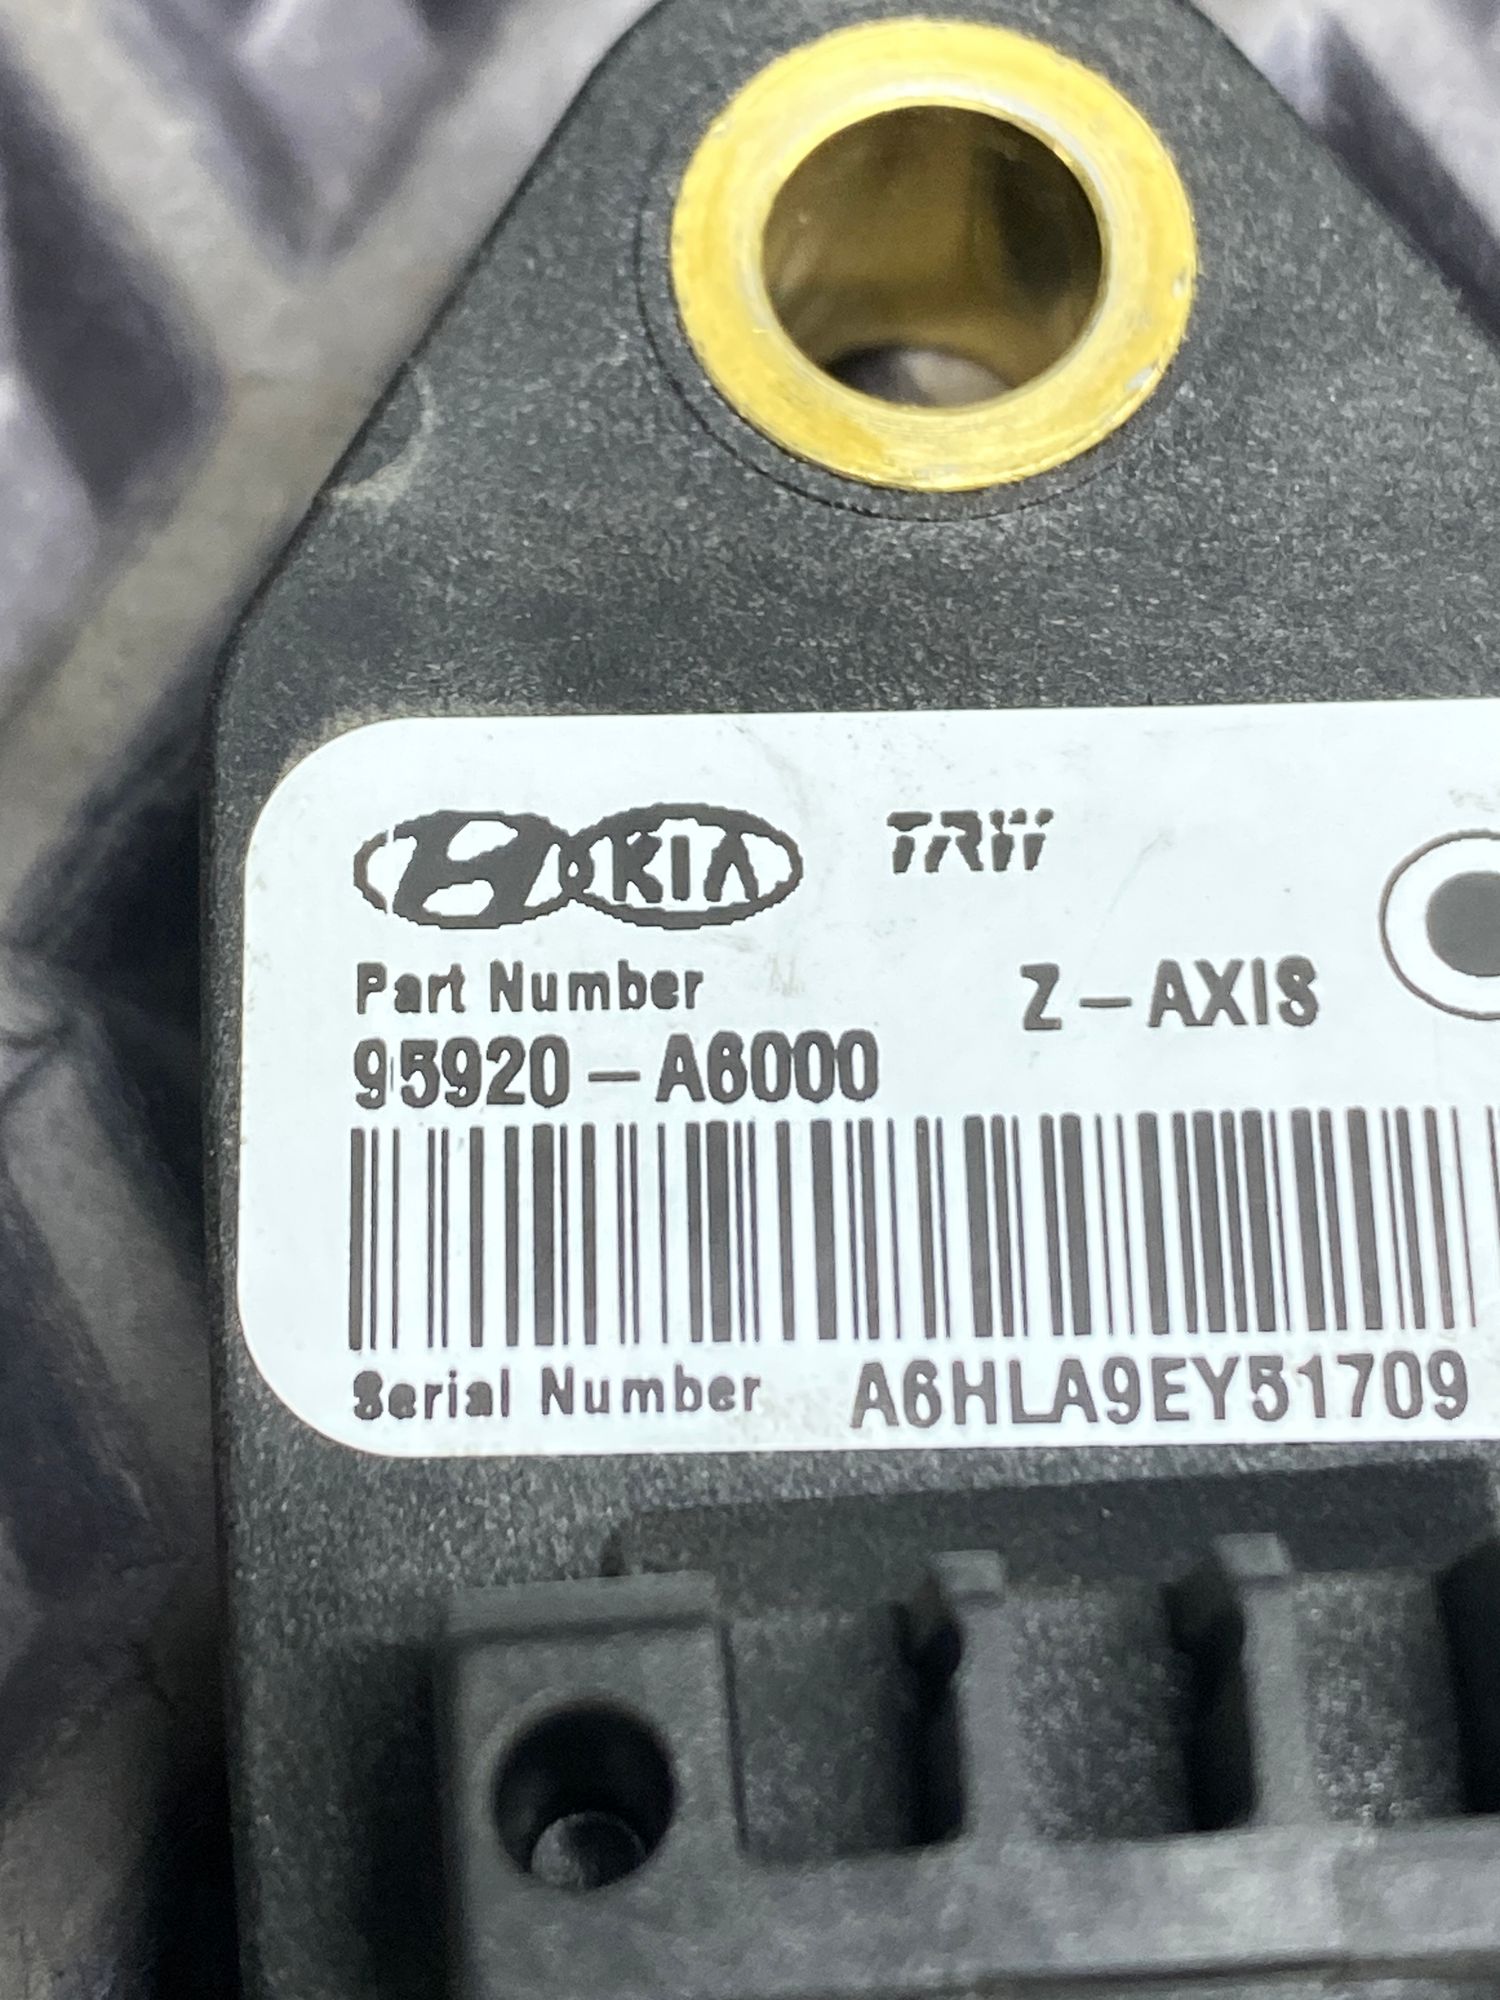 H KIA TRW
Part Number Z-AXIS
95920-A6000
Serial Number A6HLA9EY51709